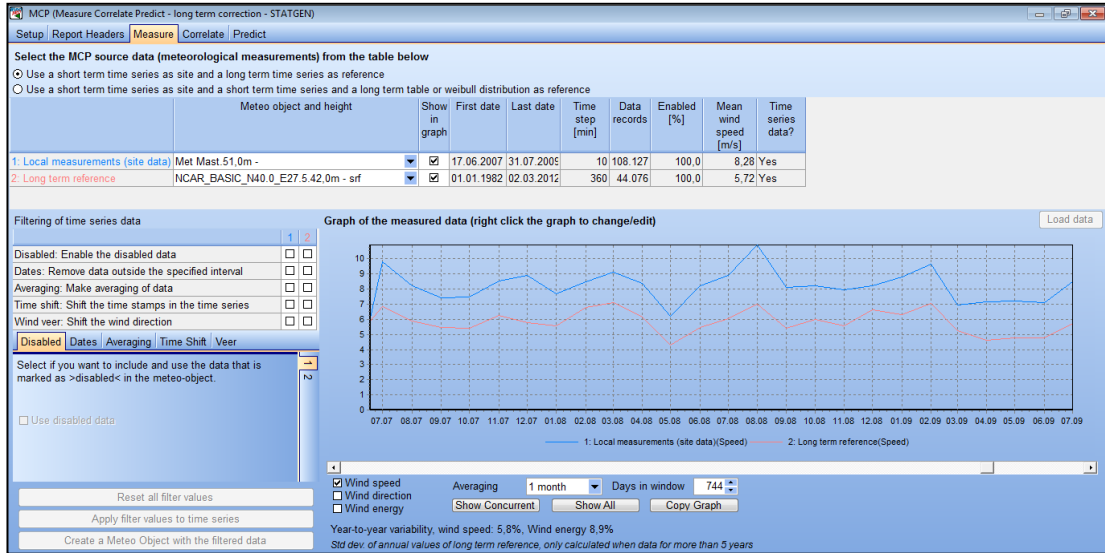 MCP (Measure Correlate Predict - long term correction - STATGEN)
Setup Report Headers Measure Correlate Predict
Select the MCP source data (meteorological measurements) from the table below
Use a short term time series as site and a long term time series as reference
Use a short term time series as site and a short term time series and a long term table or weibull distribution as reference
Meteo object and height Show in graph First date Last date Time step [min] Data records Enabled [%] Mean wind speed [m/s] Time series data?
1: Local measurements (site data) Met Mast.51,0m - 17.06.2007 31.07.2009 10 108.127 100,0 8,28 Yes
2: Long term reference NCAR_BASIC_N40.0_E27.5.42,0m - srf 01.01.1982 02.03.2012 360 44.076 100,0 5,72 Yes
Filtering of time series data
1 2
Disabled: Enable the disabled data
Dates: Remove data outside the specified interval
Averaging: Make averaging of data
Time shift: Shift the time stamps in the time series
Wind veer: Shift the wind direction
Disabled Dates Averaging Time Shift Veer
Select if you want to include and use the data that is
marked as >disabled< in the meteo-object.
1
2
Use disabled data
Reset all filter values
Apply filter values to time series
Create a Meteo Object with the filtered data
Graph of the measured data (right click the graph to change/edit) Load data
10
9
8
7
6
5
4
3
2
1
0
07.07 08.07 09.07 10.07 11.07 12.07 01.08 02.08 03.08 04.08 05.08 06.08 07.08 08.08 09.08 10.08 11.08 12.08 01.09 02.09 03.09 04.09 05.09 06.09 07.09
1: Local measurements (site data)(Speed) 2: Long term reference(Speed)
Wind speed Averaging 1 month Days in window 744
Wind direction
Wind energy Show Concurrent Show All Copy Graph
Year-to-year variability, wind speed: 5,8%, Wind energy 8,9%
Std dev. of annual values of long term reference, only calculated when data for more than 5 years